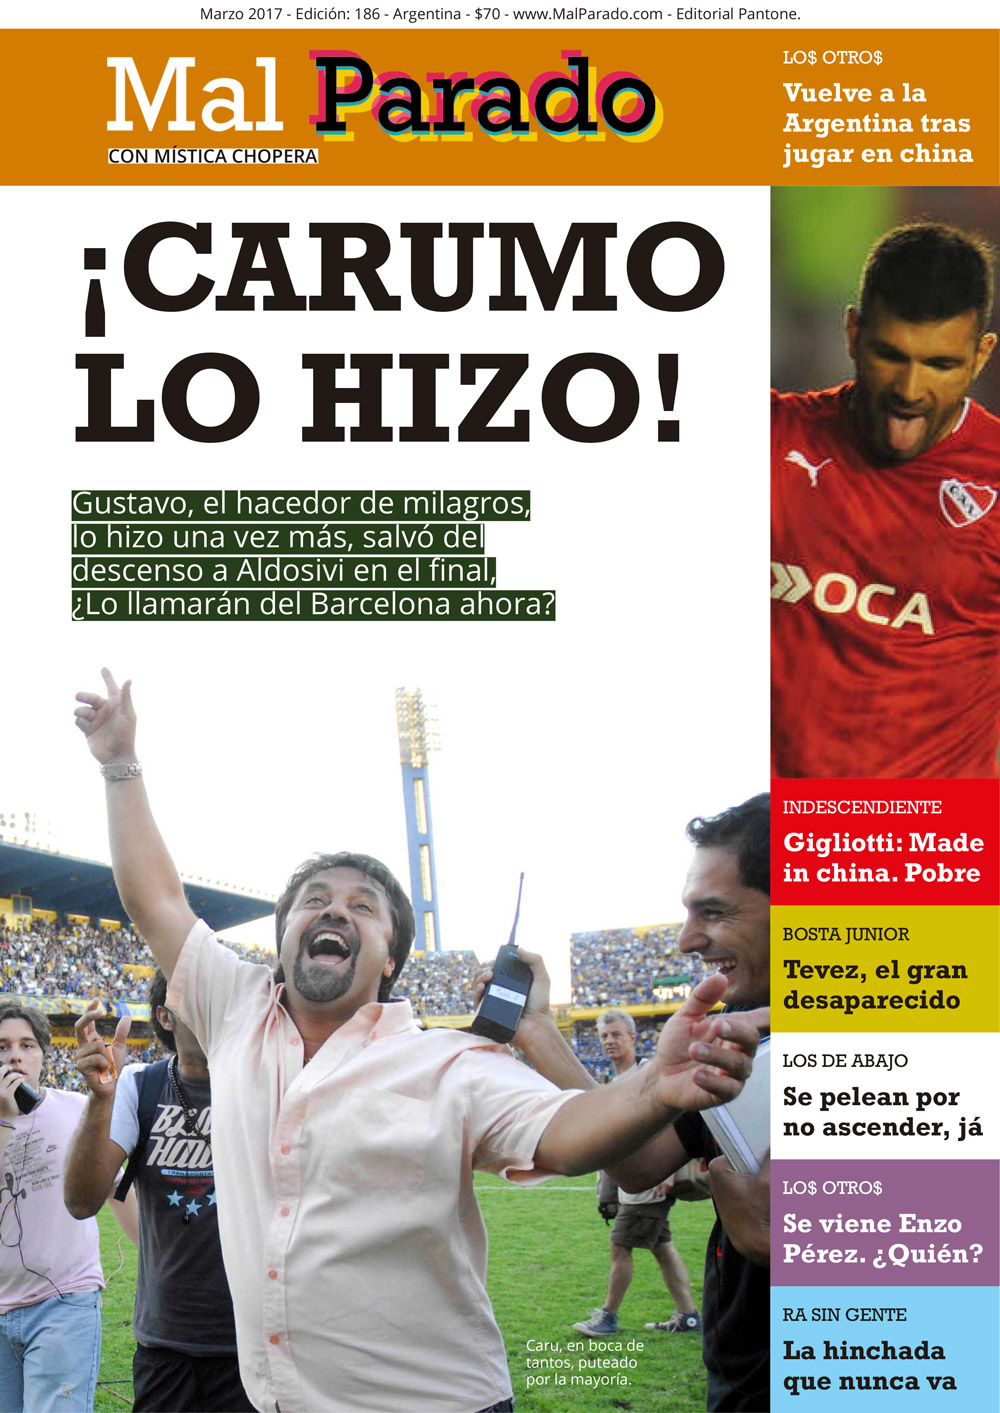 Marzo 2017 - Edición: 186 - Argentina - $70 - www.MalParado.com - Editorial Pantone.
Mal Parado
CON MÍSTICA CHOPERA
LO$ OTRO$
Vuelve a la
Argentina tras
jugar en china
¡CARUMO
LO HIZO!
Gustavo, el hacedor de milagros,
lo hizo una vez más, salvó del
descenso a Aldosivi en el final,
¿Lo llamarán del Barcelona ahora?
OCA
INDESCENDIENTE
Gigliotti: Made
in china. Pobre
BOSTA JUNIOR
Tevez, el gran
desaparecido
LOS DE ABAJO
Se pelean por
no ascender, já
LO$ OTRO$
Se viene Enzo
Pérez. ¿Quién?
RA SIN GENTE
La hinchada
que nunca va
Caru, en boca de
tantos, puteado
por la mayoría.